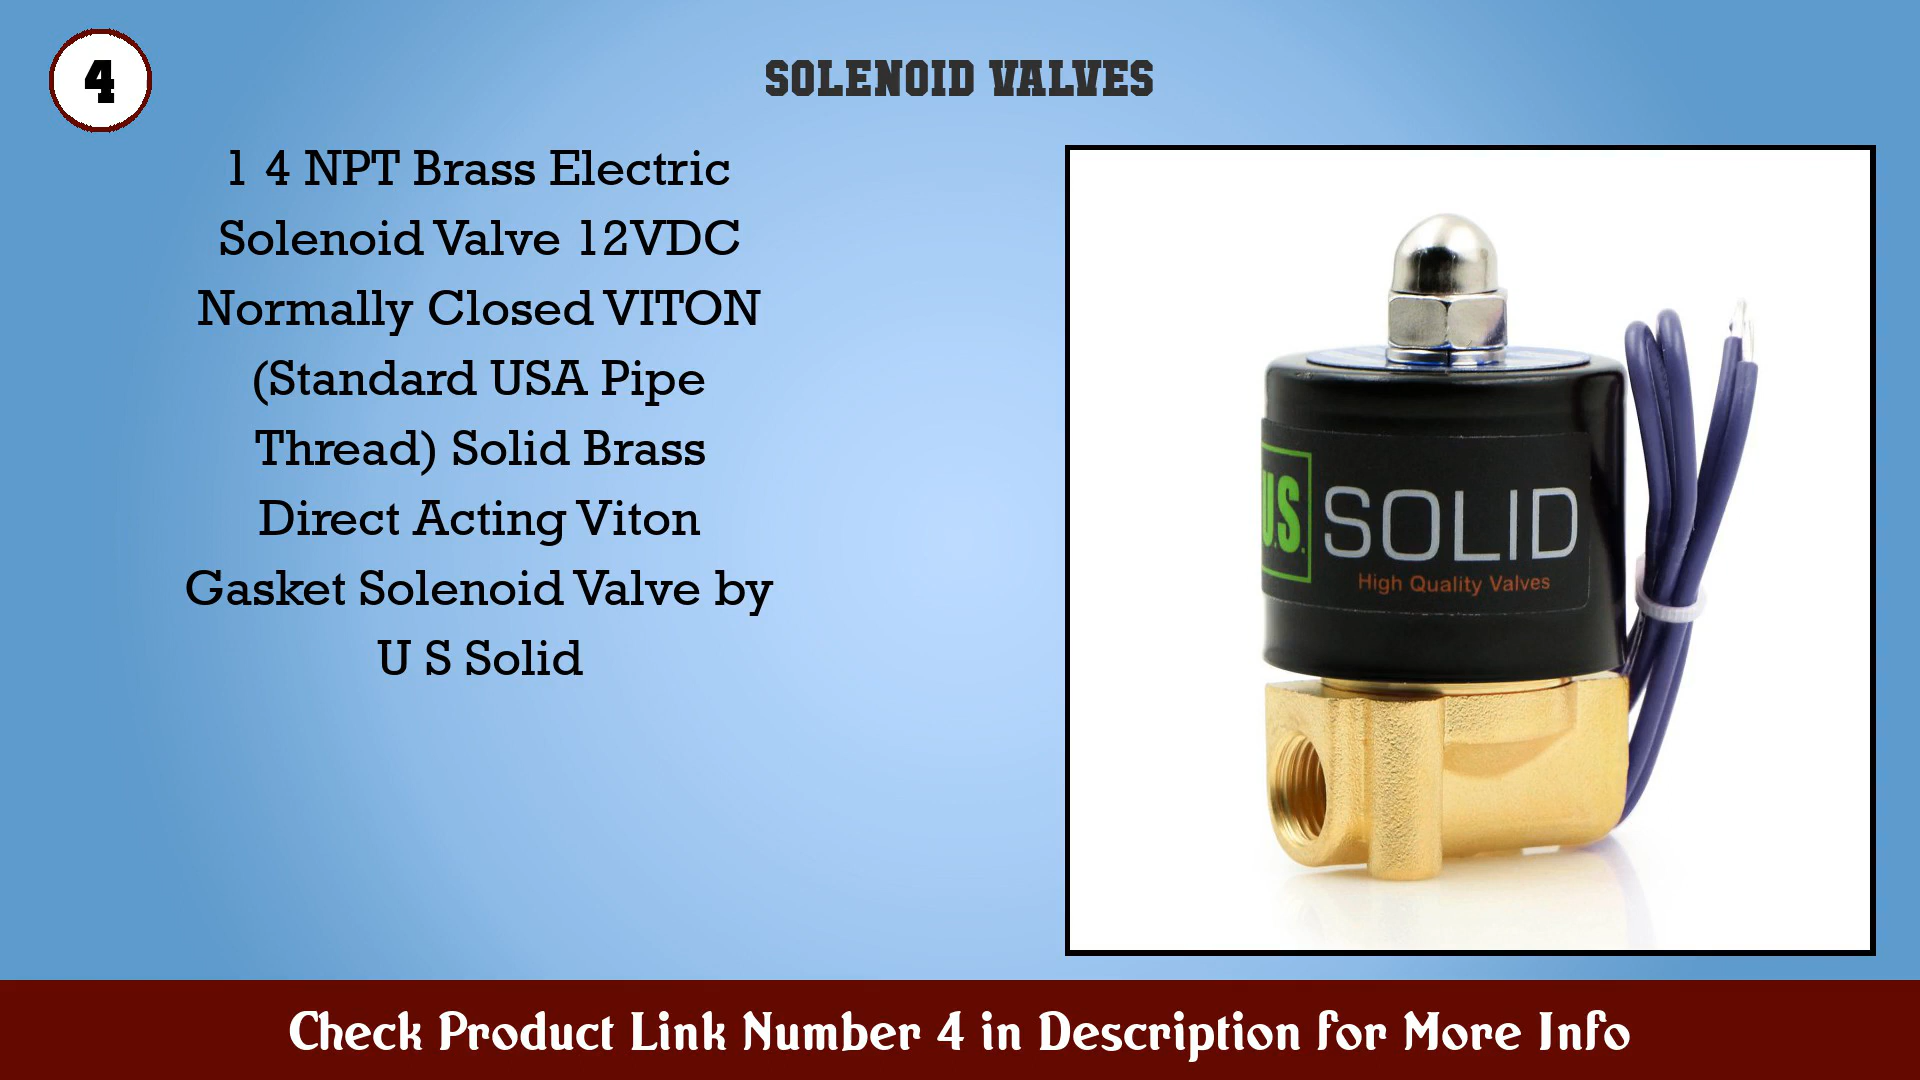 4
SOLENOID VALVES
1 4 NPT Brass Electric
Solenoid Valve 12VDC
Normally Closed VITON
(Standard USA Pipe
Thread) Solid Brass
Direct Acting Viton
Gasket Solenoid Valve by
U S Solid
U.S. SOLID
High Quality Valves
Check Product Link Number 4 in Description for More Info